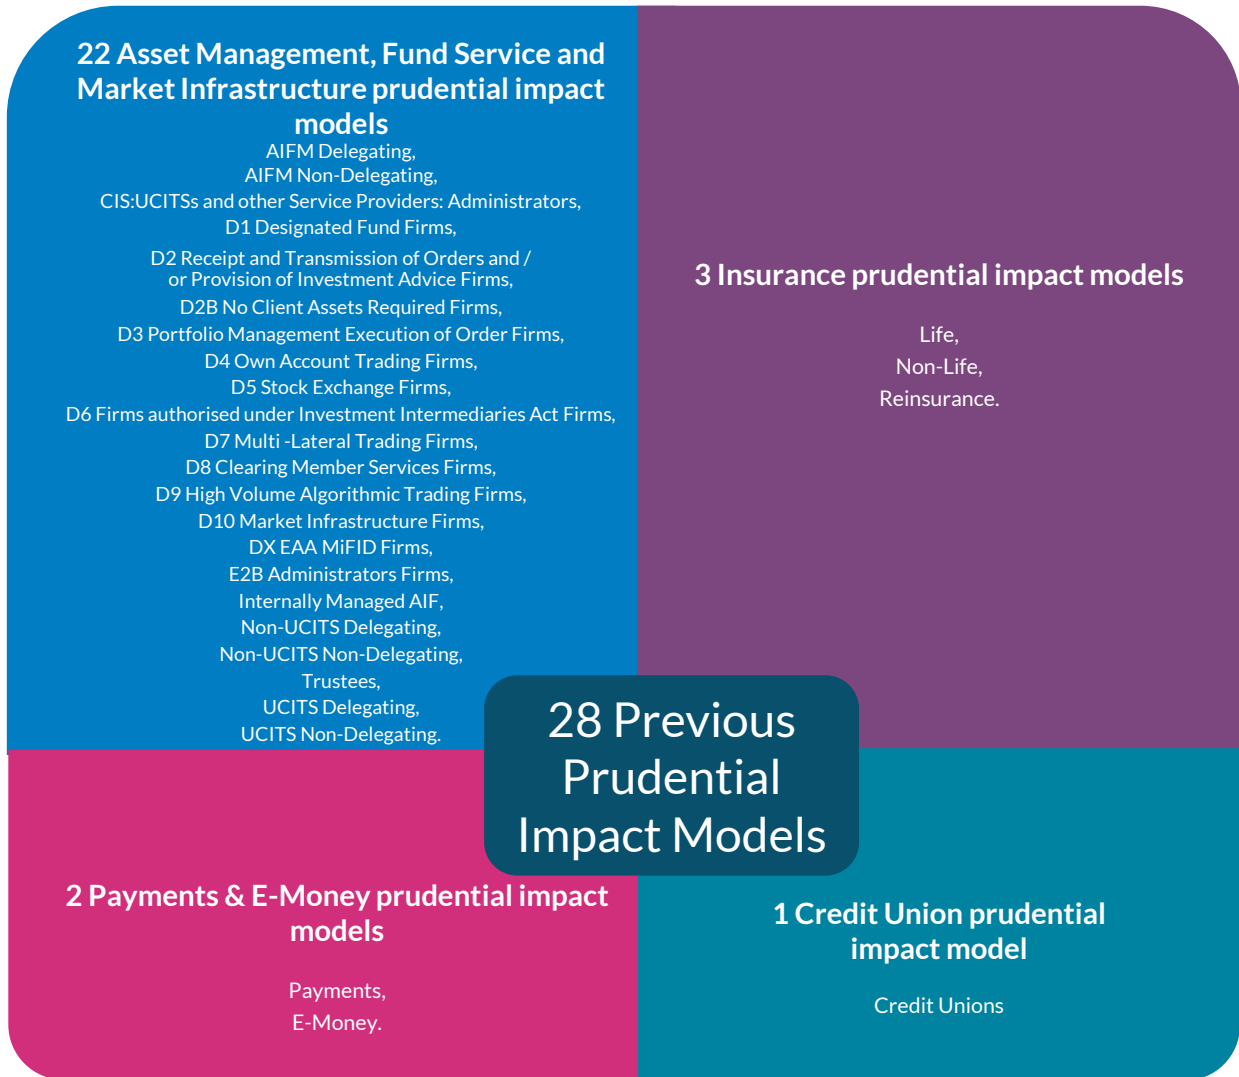 22 Asset Management, Fund Service and
Market Infrastructure prudential impact
models
AIFM Delegating,
AIFM Non-Delegating,
CIS:UCITSs and other Service Providers: Administrators,
D1 Designated Fund Firms,
D2 Receipt and Transmission of Orders and /
or Provision of Investment Advice Firms,
D2B No Client Assets Required Firms,
D3 Portfolio Management Execution of Order Firms,
D4 Own Account Trading Firms,
D5 Stock Exchange Firms,
D6 Firms authorised under Investment Intermediaries Act Firms,
D7 Multi -Lateral Trading Firms,
D8 Clearing Member Services Firms,
D9 High Volume Algorithmic Trading Firms,
D10 Market Infrastructure Firms,
DX EAA MiFID Firms,
E2B Administrators Firms,
Internally Managed AIF,
Non-UCITS Delegating,
Non-UCITS Non-Delegating,
Trustees,
UCITS Delegating,
UCITS Non-Delegating.
3 Insurance prudential impact models
Life,
Non-Life,
Reinsurance.
28 Previous
Prudential
Impact Models
2 Payments & E-Money prudential impact
models
Payments,
E-Money.
1 Credit Union prudential
impact model
Credit Unions